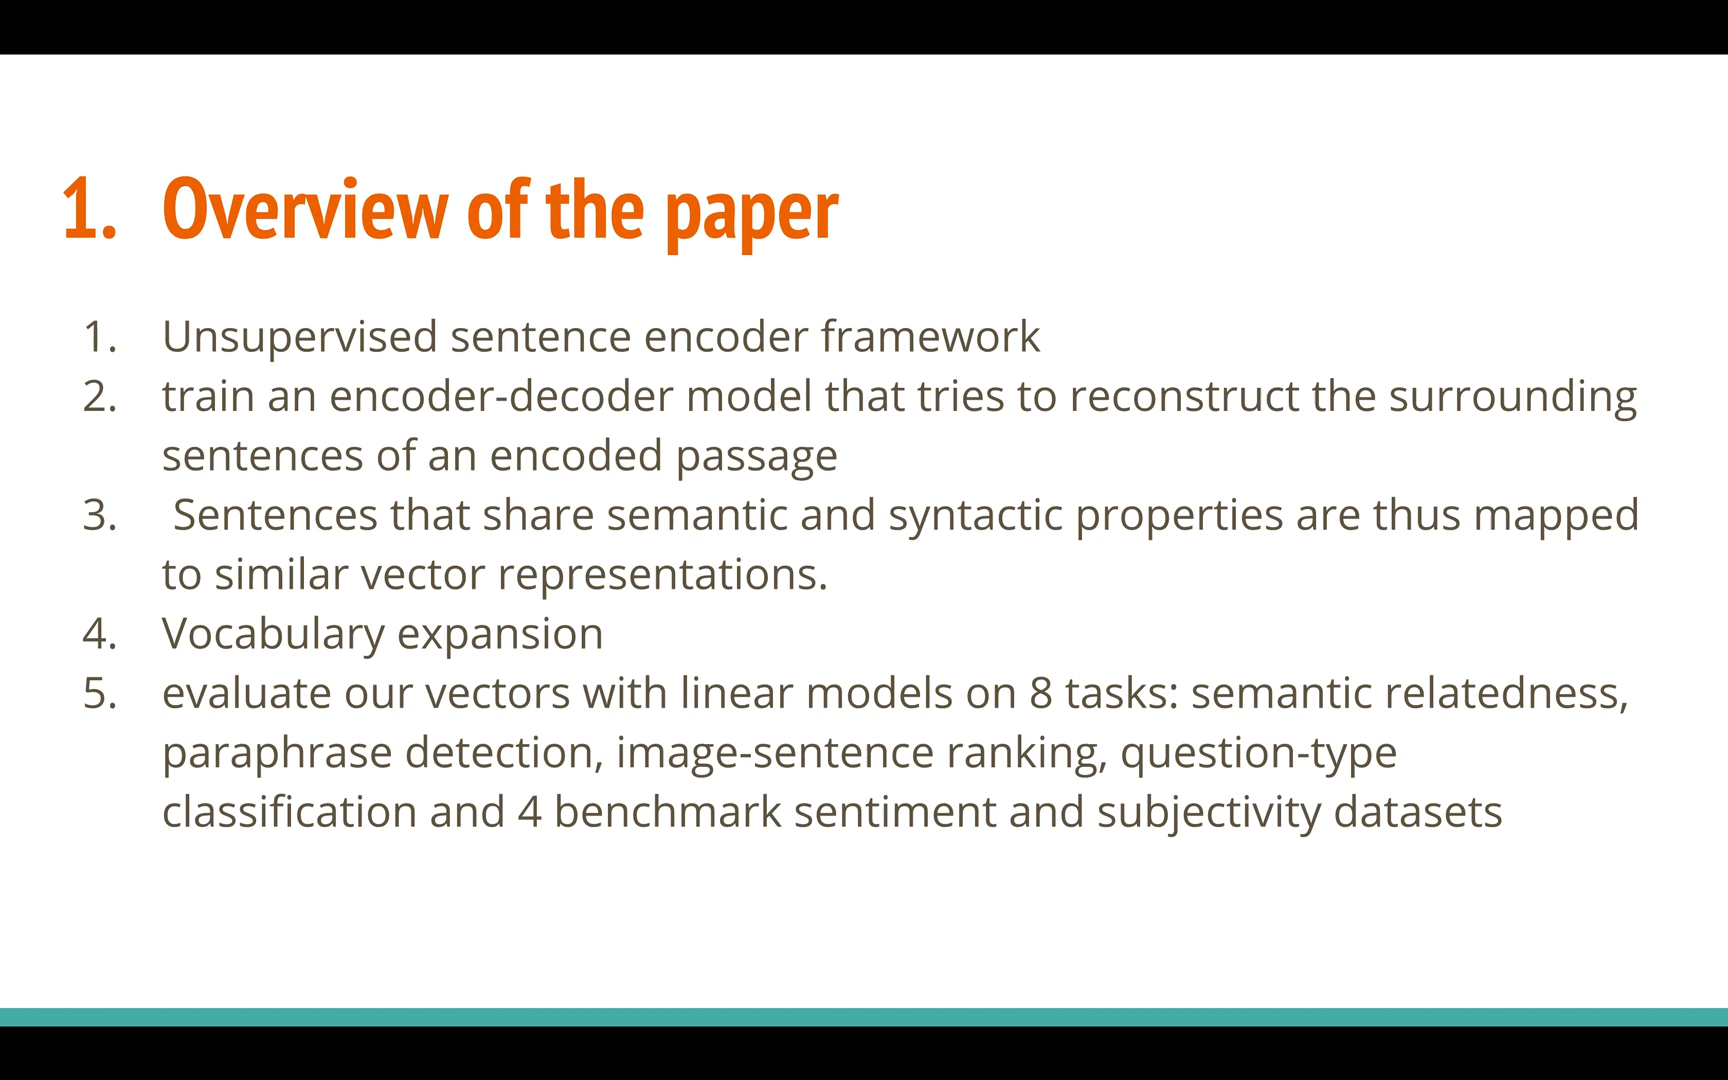 1. Overview of the paper
1. Unsupervised sentence encoder framework
2. train an encoder-decoder model that tries to reconstruct the surrounding
sentences of an encoded passage
3. Sentences that share semantic and syntactic properties are thus mapped
to similar vector representations.
4. Vocabulary expansion
5. evaluate our vectors with linear models on 8 tasks: semantic relatedness,
paraphrase detection, image-sentence ranking, question-type
classification and 4 benchmark sentiment and subjectivity datasets